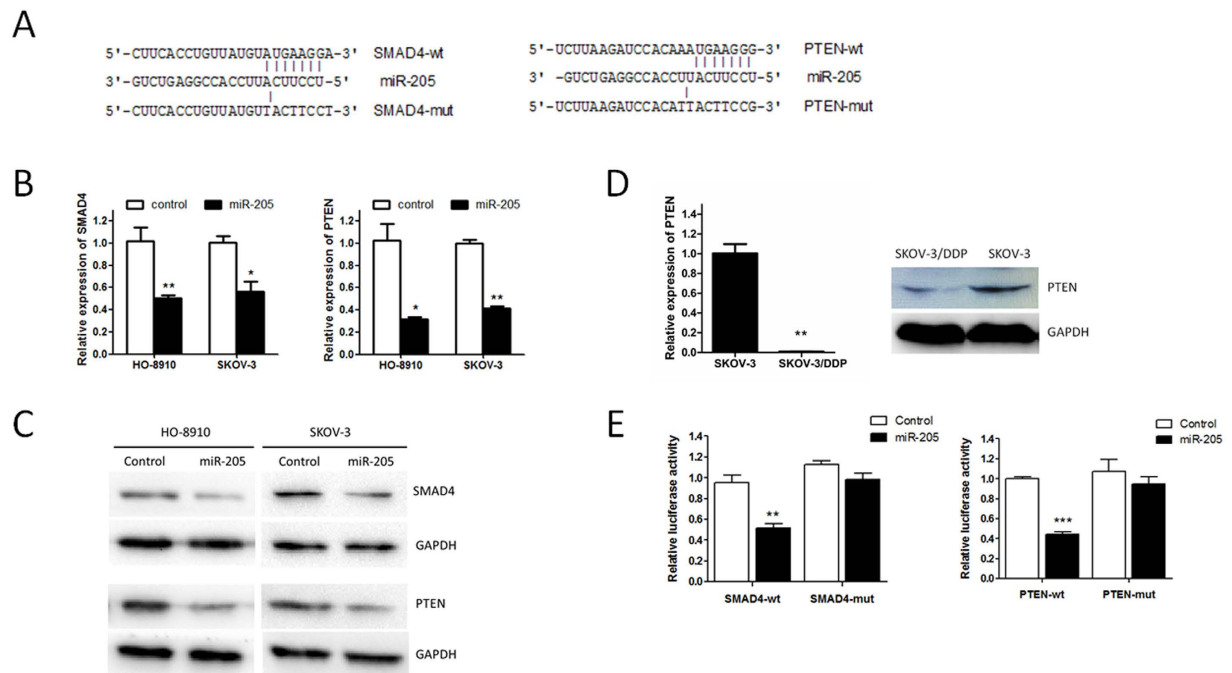 A
5'-CUUCACCUGUUAUGUAUGAAGGA-3' SMAD4-wt
3'-GUCUGAGGCCACCUUACUUCCU-5' miR-205
5'-CUUCACCUGUUAUGUTACTTCCT-3' SMAD4-mut
5'-UCUUAAGAUCCACAAAUGAAGGG-3' PTEN-wt
3' -GUCUGAGGCCACCUUACUUCCU-5' miR-205
5'-UCUUAAGAUCCACATTACTTCCG-3' PTEN-mut
B
control miR-205
Relative expression of SMAD4
1.2
1.0
0.8
0.6
0.4
0.2
0.0
** *
HO-8910 SKOV-3
control miR-205
Relative expression of PTEN
1.2
1.0
0.8
0.6
0.4
0.2
0.0
* **
HO-8910 SKOV-3
C
HO-8910 SKOV-3
Control miR-205 Control miR-205
SMAD4
GAPDH
PTEN
GAPDH
D
Relative expression of PTEN
1.4
1.2
1.0
0.8
0.6
0.4
0.2
0.0
**
SKOV-3 SKOV-3/DDP
SKOV-3/DDP SKOV-3
PTEN
GAPDH
E
Control
miR-205
Relative luciferase activity
1.4
1.2
1.0
0.8
0.6
0.4
0.2
0.0
**
SMAD4-wt SMAD4-mut
Control
miR-205
Relative luciferase activity
1.4
1.2
1.0
0.8
0.6
0.4
0.2
0.0
***
PTEN-wt PTEN-mut